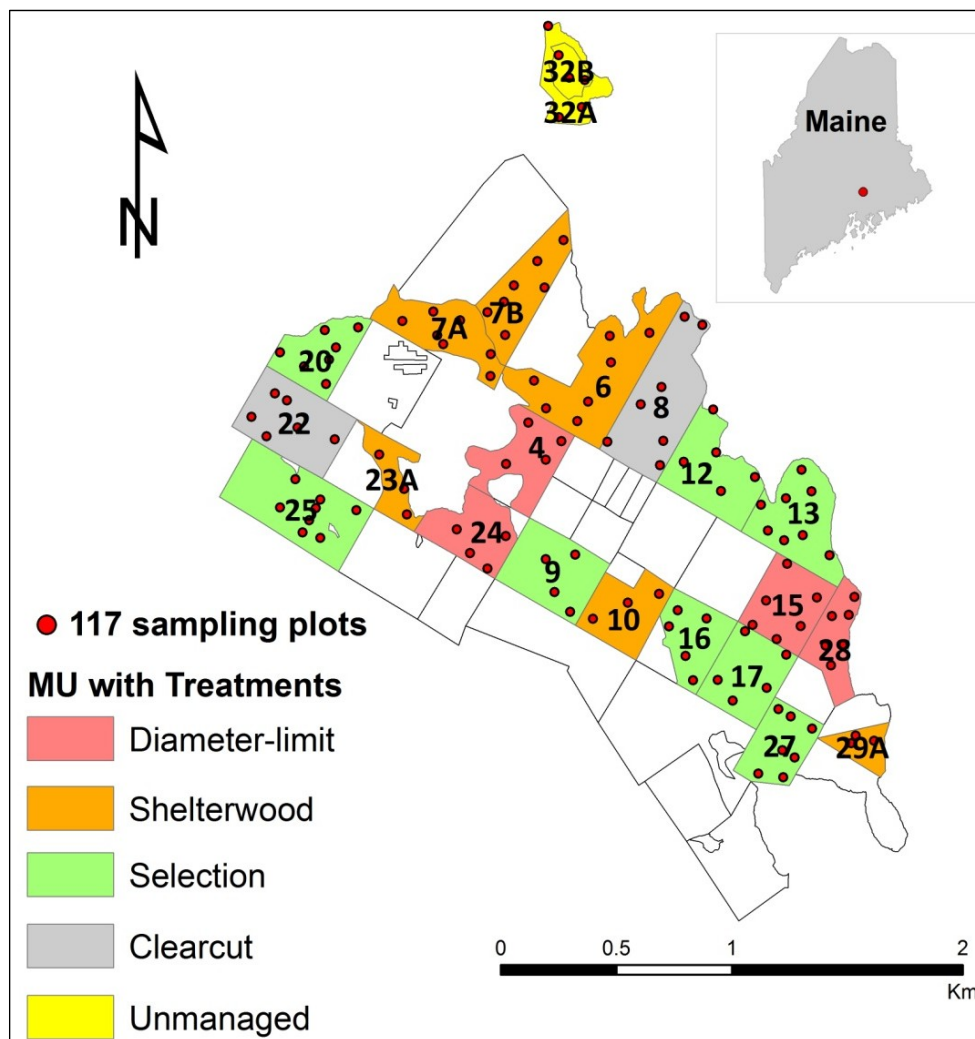 32B
32A
Maine
N
7A
7B
20
6
8
22
4
12
23A
25
13
24
9
15
10
16
28
17
27
29A
117 sampling plots
MU with Treatments
Diameter-limit
Shelterwood
Selection
Clearcut
Unmanaged
0 0.5 1 2
Km